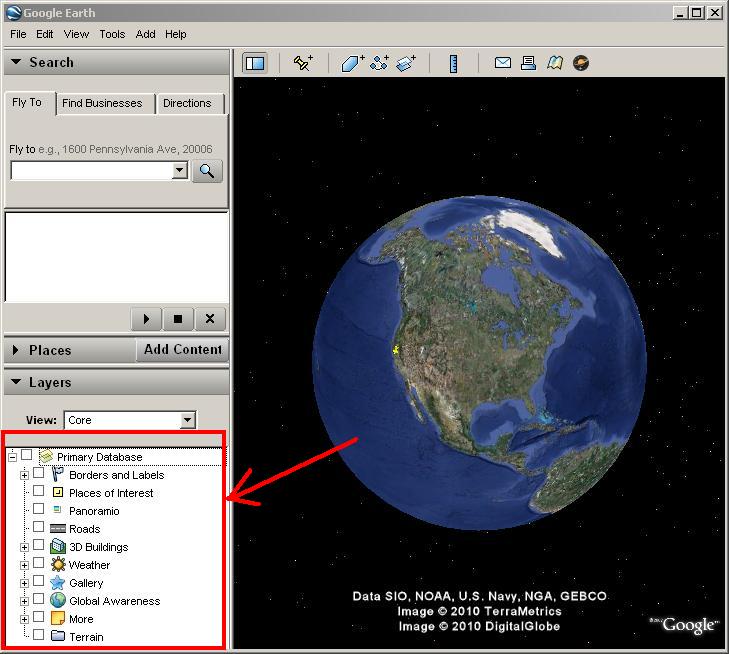 Google Earth
File Edit View Tools Add Help
Search
Fly To Find Businesses Directions
Fly to e.g., 1600 Pennsylvania Ave, 20006
Places Add Content
Layers
View: Core
Primary Database
Borders and Labels
Places of Interest
Panoramio
Roads
3D Buildings
Weather
Gallery
Global Awareness
More
Terrain
Data SIO, NOAA, U.S. Navy, NGA, GEBCO
Image © 2010 TerraMetrics
Image © 2010 DigitalGlobe
Google